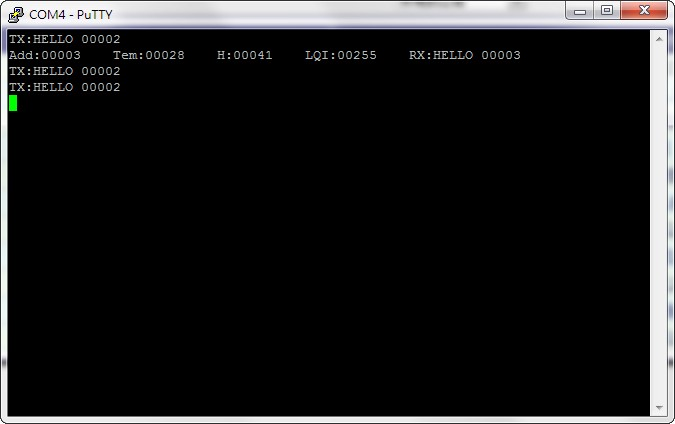 COM4 - PuTTY
TX:HELLO 00002
Add:00003    Tem:00028    H:00041    LQI:00255    RX:HELLO 00003
TX:HELLO 00002
TX:HELLO 00002